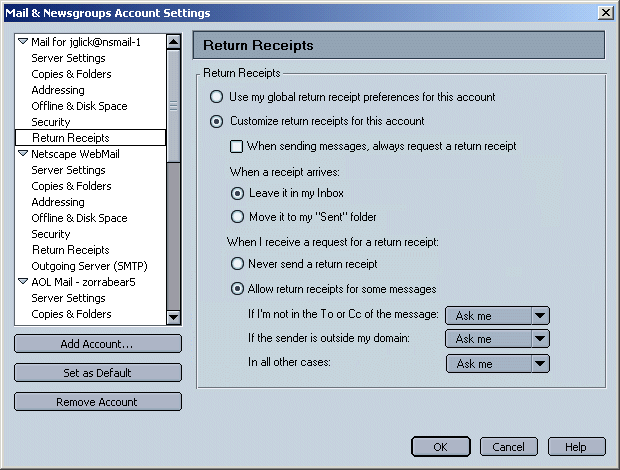 Mail & Newsgroups Account Settings
Mail for jglick@nsmail-1
Server Settings
Copies & Folders
Addressing
Offline & Disk Space
Security
Return Receipts
Netscape WebMail
Server Settings
Copies & Folders
Addressing
Offline & Disk Space
Security
Return Receipts
Outgoing Server (SMTP)
AOL Mail - zorrabear5
Server Settings
Copies & Folders
Add Account...
Set as Default
Remove Account
Return Receipts
Return Receipts
Use my global return receipt preferences for this account
Customize return receipts for this account
When sending messages, always request a return receipt
When a receipt arrives:
Leave it in my Inbox
Move it to my "Sent" folder
When I receive a request for a return receipt:
Never send a return receipt
Allow return receipts for some messages
If I'm not in the To or Cc of the message: Ask me
If the sender is outside my domain: Ask me
In all other cases: Ask me
OK Cancel Help